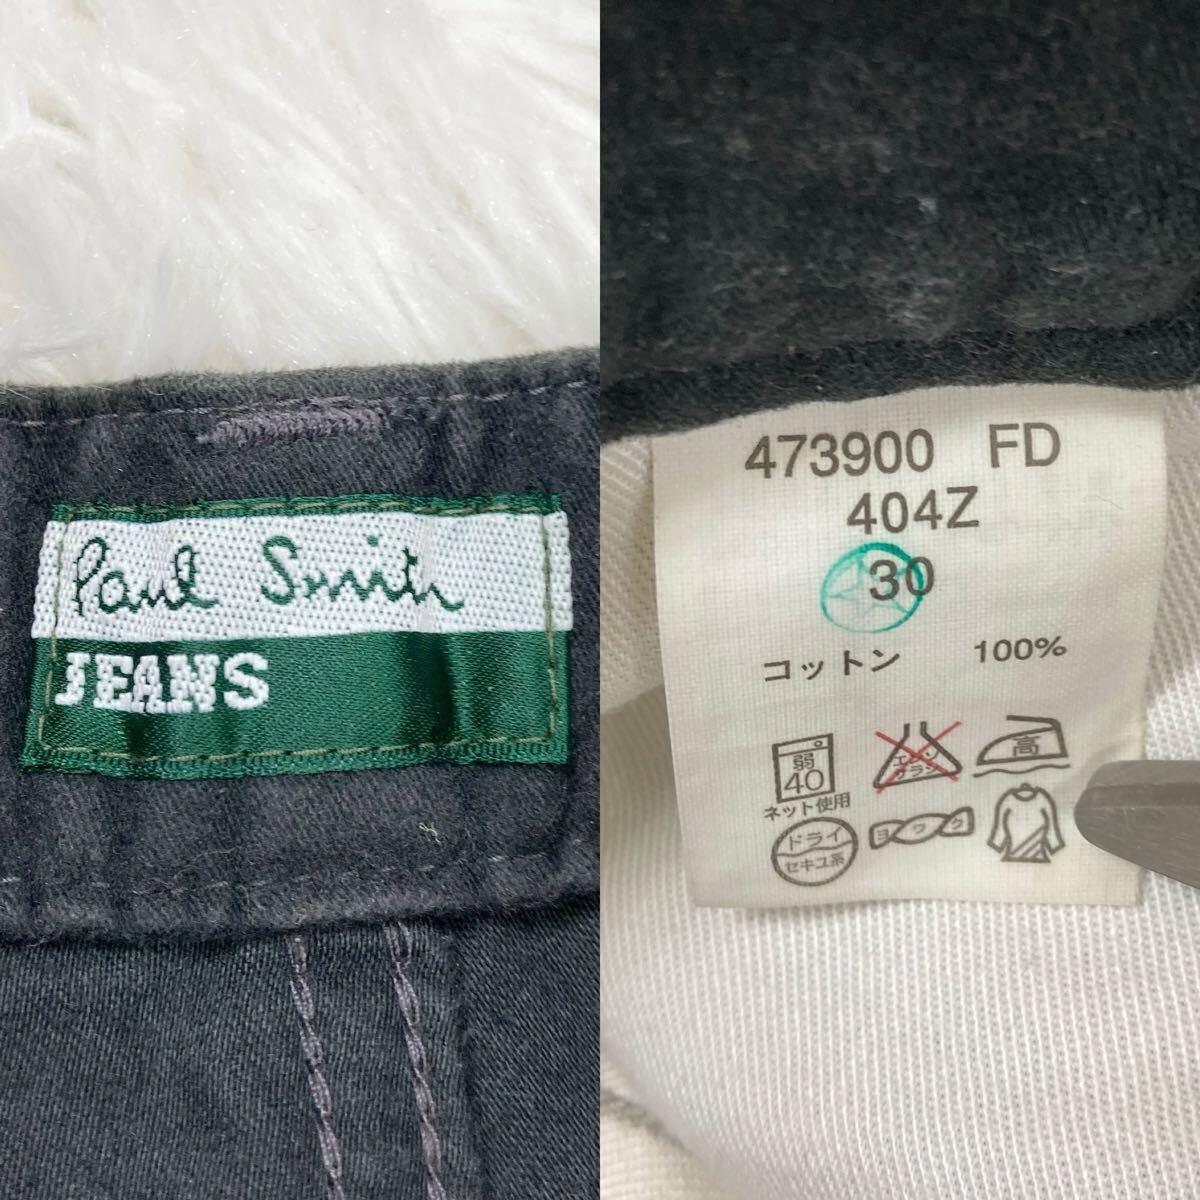 Paul Smith
JEANS
473900 FD
404Z
30
コットン 100%
弱
40
ネット使用
エンソ
サラシ
高
ドライ
セキユ系
ヨワク